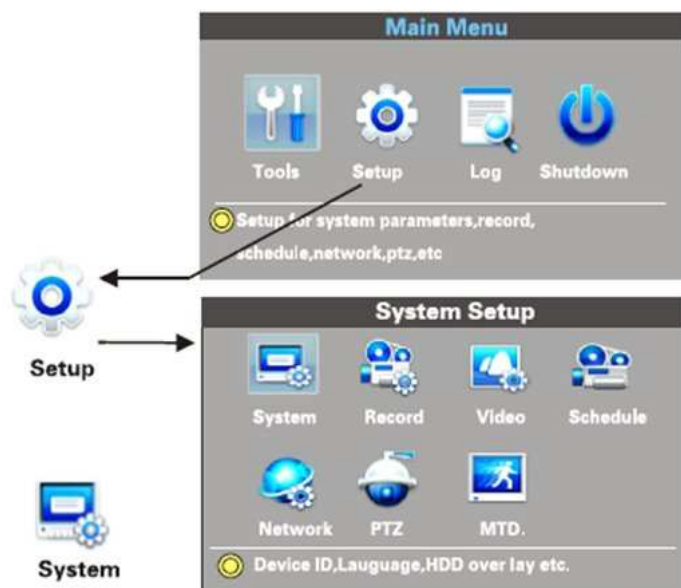 Main Menu
Tools Setup Log Shutdown
Setup for system parameters,record,
schedule,network,ptz,etc
Setup
System Setup
System Record Video Schedule
Network PTZ MTD.
Device ID,Lauguage,HDD over lay etc.
System